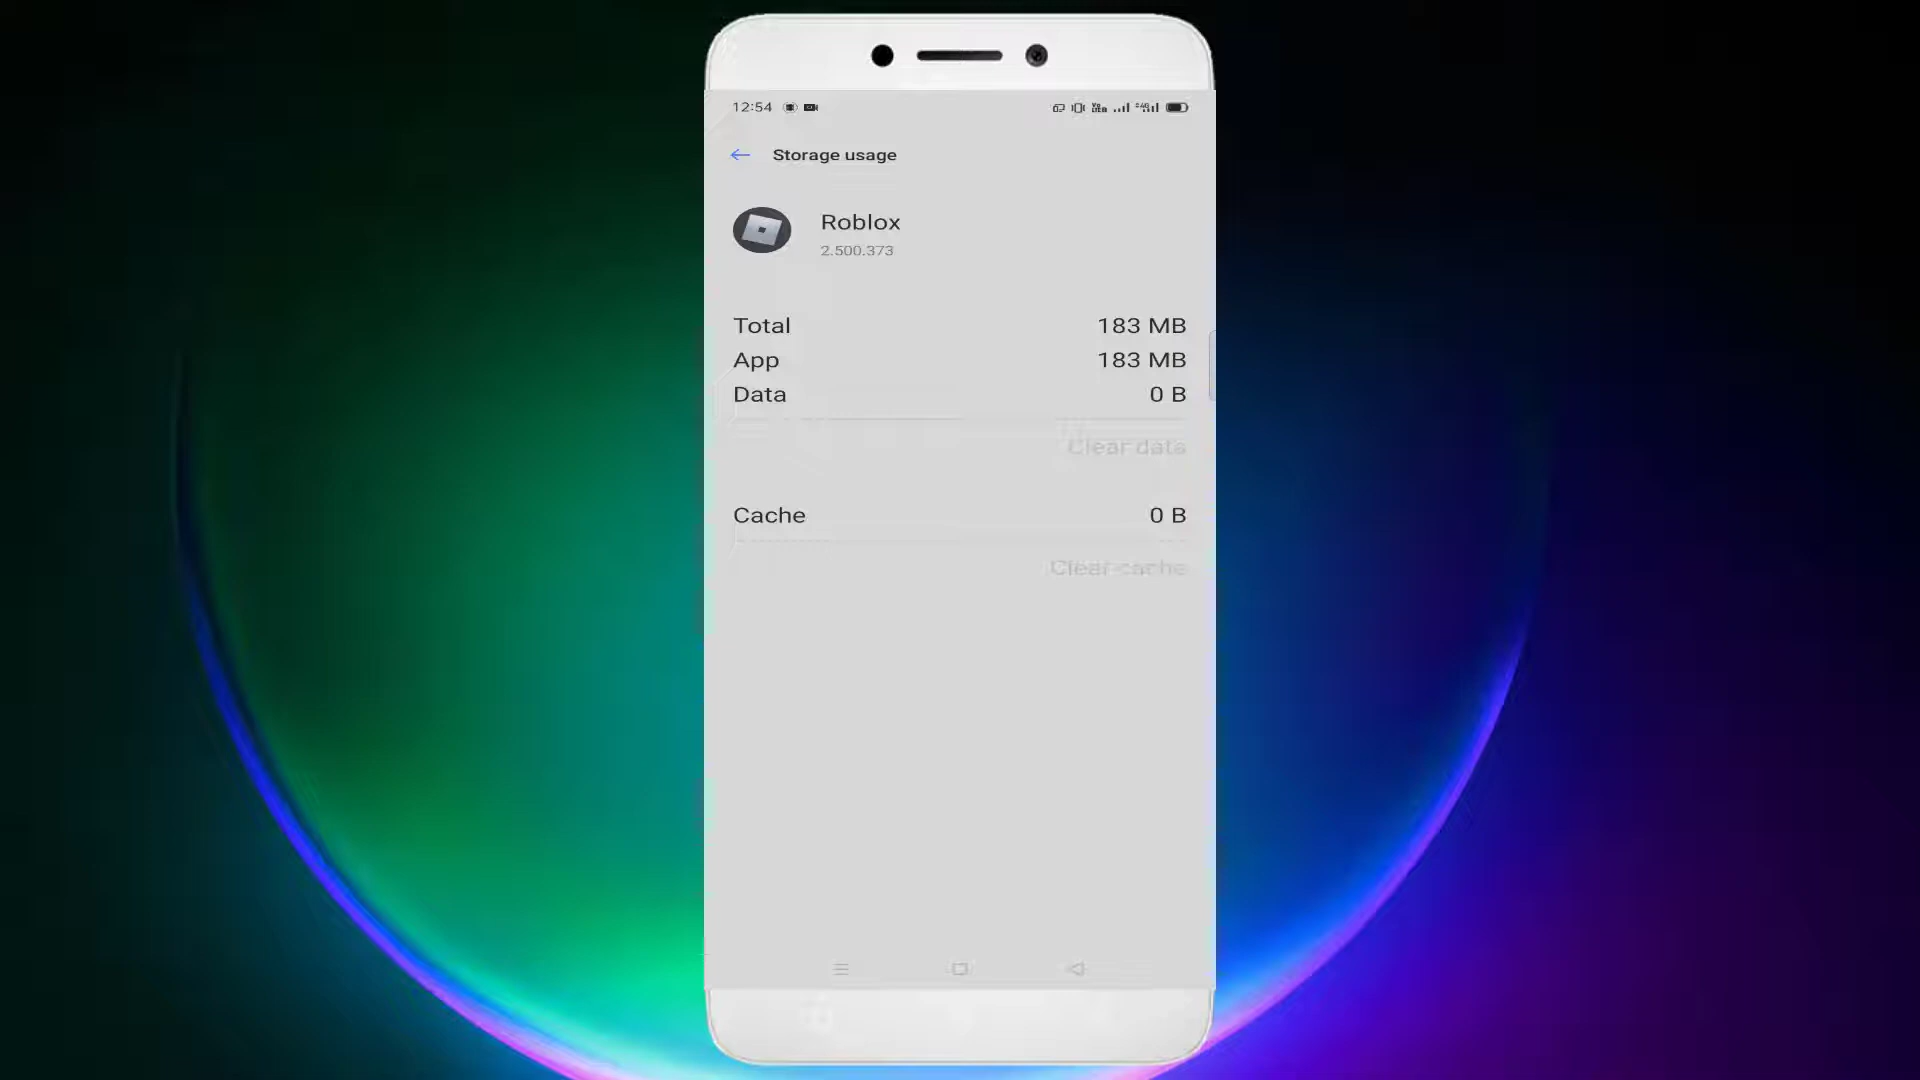 12:54
Storage usage
Roblox
2.500.373
Total 183 MB
App 183 MB
Data 0 B
Clear data
Cache 0 B
Clear cache